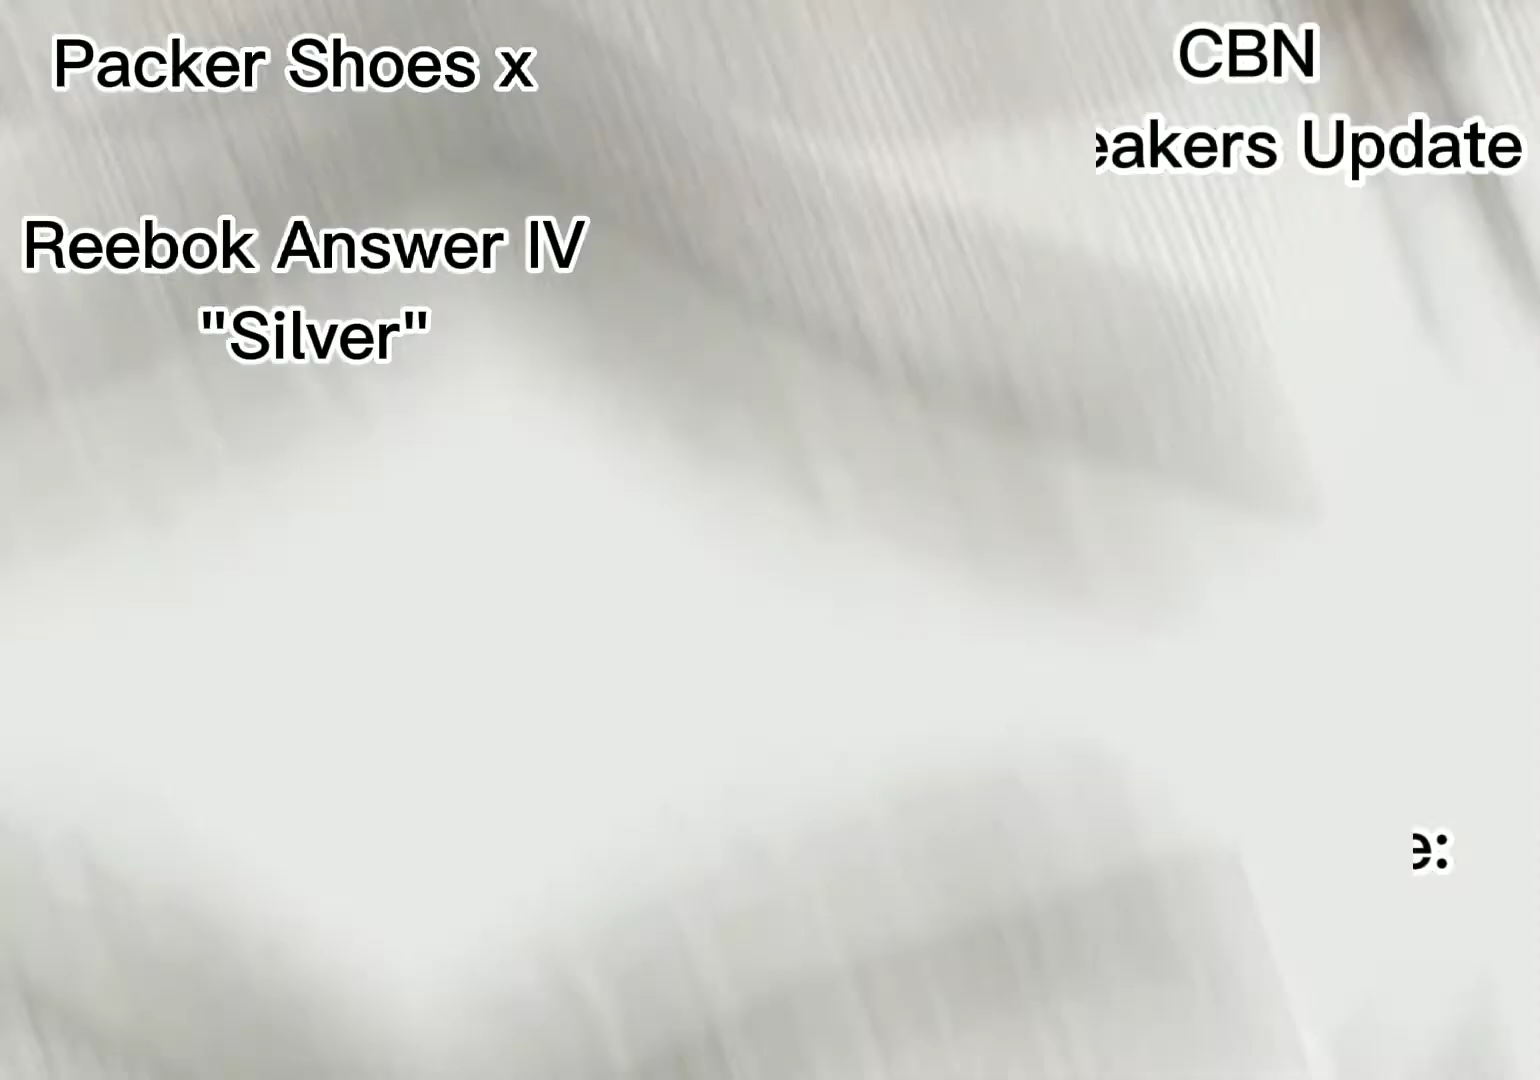 Packer Shoes x
Reebok Answer IV
"Silver"
CBN
eakers Update
e: